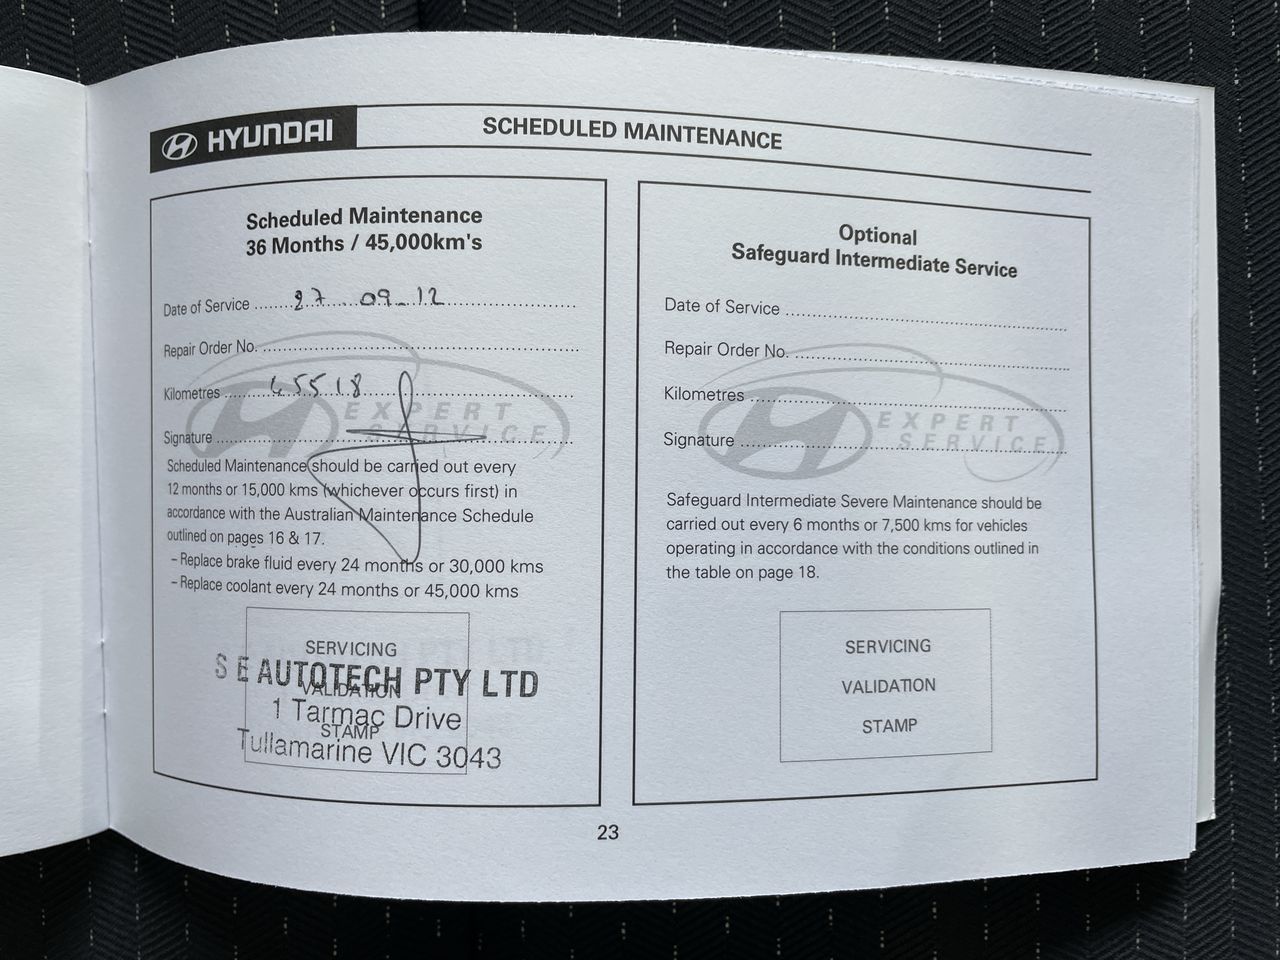 HYUNDAI
SCHEDULED MAINTENANCE
Scheduled Maintenance
36 Months / 45,000km's
Date of Service 27 09-12
Repair Order No.
Kilometres 45518
Signature
EXPERT
SERVICE
Scheduled Maintenance should be carried out every
12 months or 15,000 kms (whichever occurs first) in
accordance with the Australian Maintenance Schedule
outlined on pages 16 & 17.
– Replace brake fluid every 24 months or 30,000 kms
– Replace coolant every 24 months or 45,000 kms
SERVICING
VALIDATION
STAMP
S E AUTOTECH PTY LTD
1 Tarmac Drive
Tullamarine VIC 3043
Optional
Safeguard Intermediate Service
Date of Service
Repair Order No.
Kilometres
Signature
EXPERT
SERVICE
Safeguard Intermediate Severe Maintenance should be
carried out every 6 months or 7,500 kms for vehicles
operating in accordance with the conditions outlined in
the table on page 18.
SERVICING
VALIDATION
STAMP
23